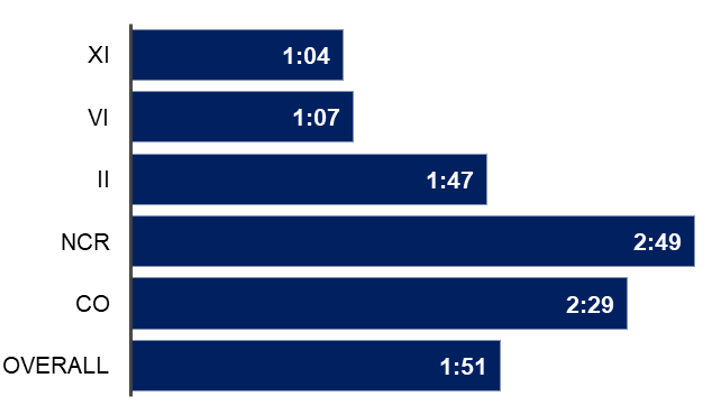 XI 1:04
VI 1:07
II 1:47
NCR 2:49
CO 2:29
OVERALL 1:51